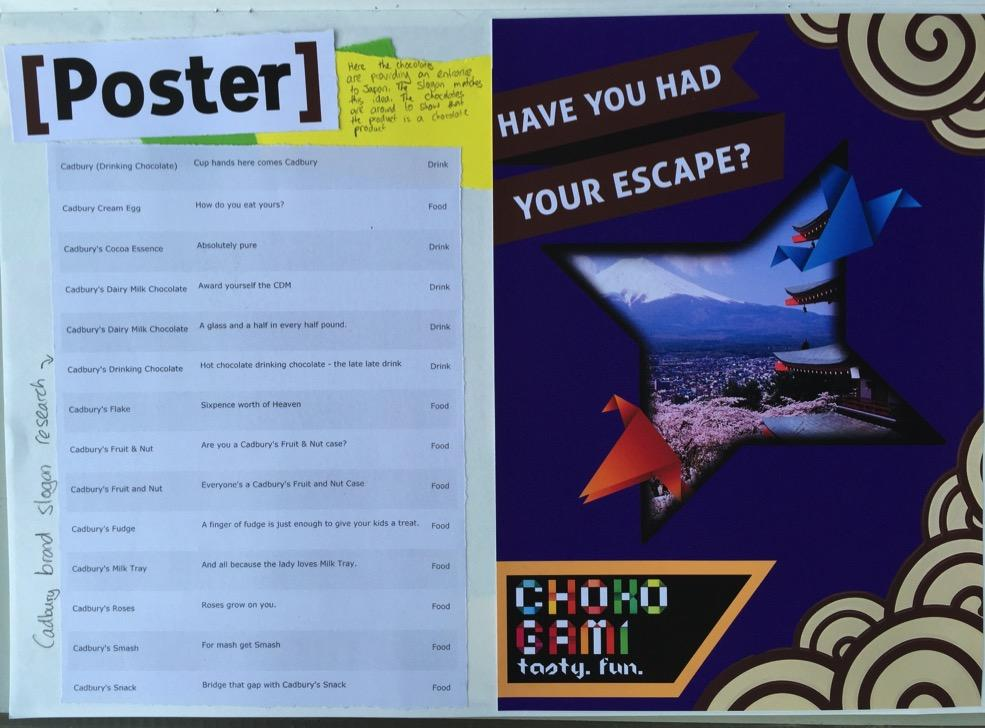 [Poster]
Here the chocolate
are providing an entrance
to Japan. The slogan matches
this idea. The chocolates
are around to show that
the product is a chocolate
product
Cadbury brand slogan research
Cadbury (Drinking Chocolate) Cup hands here comes Cadbury Drink
Cadbury Cream Egg How do you eat yours? Food
Cadbury's Cocoa Essence Absolutely pure Drink
Cadbury's Dairy Milk Chocolate Award yourself the CDM Drink
Cadbury's Dairy Milk Chocolate A glass and a half in every half pound. Drink
Cadbury's Drinking Chocolate Hot chocolate drinking chocolate - the late late drink Drink
Cadbury's Flake Sixpence worth of Heaven Food
Cadbury's Fruit & Nut Are you a Cadbury's Fruit & Nut case? Food
Cadbury's Fruit and Nut Everyone's a Cadbury's Fruit and Nut Case Food
Cadbury's Fudge A finger of fudge is just enough to give your kids a treat. Food
Cadbury's Milk Tray And all because the lady loves Milk Tray. Food
Cadbury's Roses Roses grow on you. Food
Cadbury's Smash For mash get Smash Food
Cadbury's Snack Bridge that gap with Cadbury's Snack Food
HAVE YOU HAD
YOUR ESCAPE?
CHOKO
GAMI
tasty. fun.